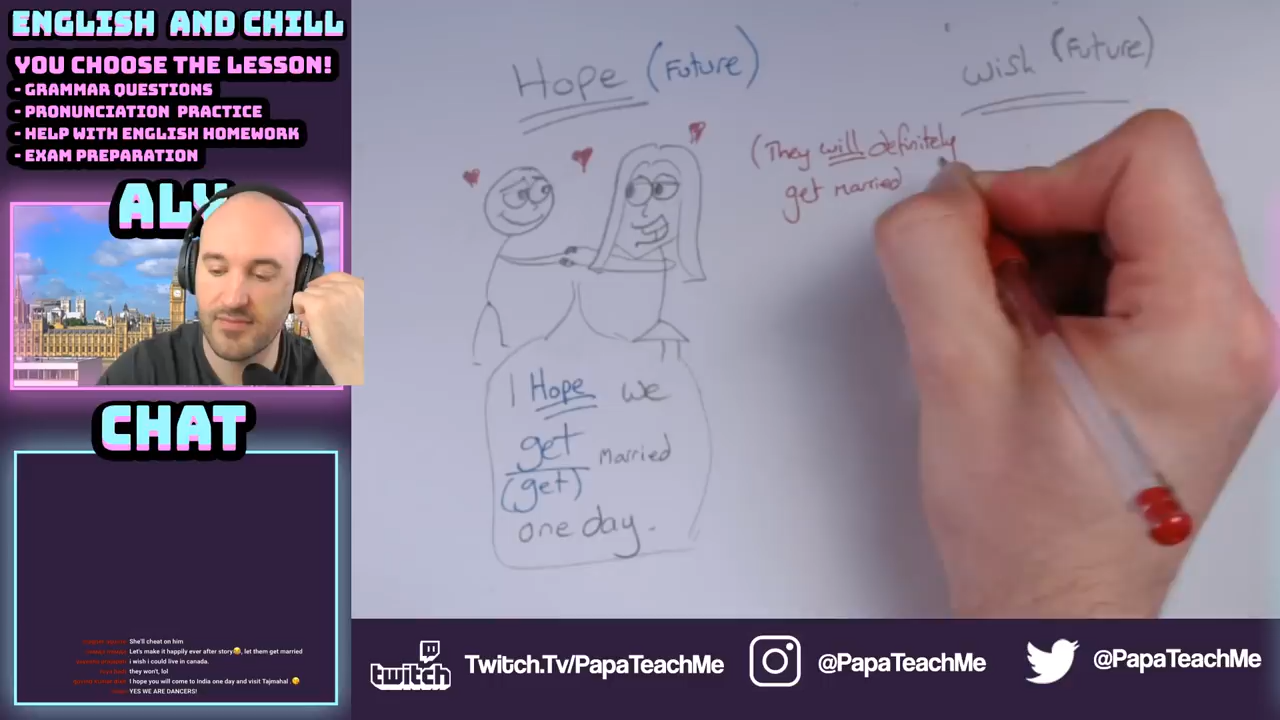 ENGLISH AND CHILL
YOU CHOOSE THE LESSON!
- GRAMMAR QUESTIONS
- PRONUNCIATION PRACTICE
- HELP WITH ENGLISH HOMEWORK
- EXAM PREPARATION
ALY
CHAT
She'll cheat on him
Let's make it happily ever after story😂, let them get married
i wish i could live in canada.
they won't, lol
I hope you will come to India one day and visit Tajmahal .😂
YES WE ARE DANCERS!
Hope (Future)
I Hope we
get married
(get)
one day.
(They will definitely
get married
Wish (Future)
twitch
Twitch.Tv/PapaTeachMe
@PapaTeachMe
@PapaTeachMe